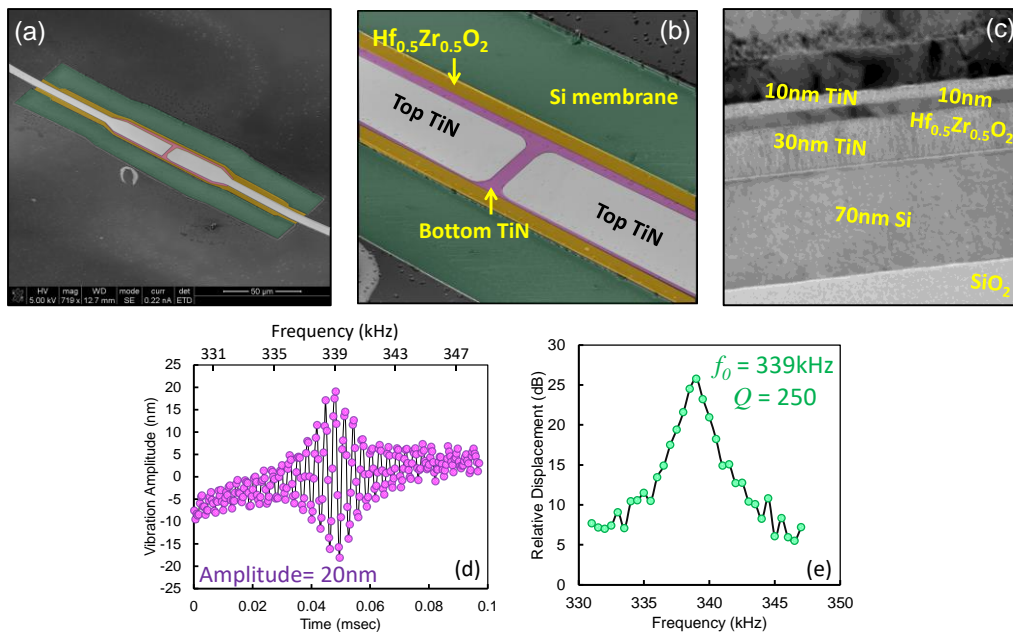 (a)
HV
mag
WD
mode
curr
det
50 µm
5.00 kV
719 x
12.7 mm
SE
0.22 nA
ETD
(b)
Hf0.5Zr0.5O2
Top TiN
Si membrane
Bottom TiN
Top TiN
(c)
10nm TiN
10nm
Hf0.5Zr0.5O2
30nm TiN
70nm Si
SiO2
Frequency (kHz)
331 335 339 343 347
Vibration Amplitude (nm)
25
20
15
10
5
0
-5
-10
-15
-20
-25
Amplitude= 20nm
(d)
0 0.02 0.04 0.06 0.08 0.1
Time (msec)
Relative Displacement (dB)
30
25
20
15
10
5
0
f0 = 339kHz
Q = 250
(e)
330 335 340 345 350
Frequency (kHz)